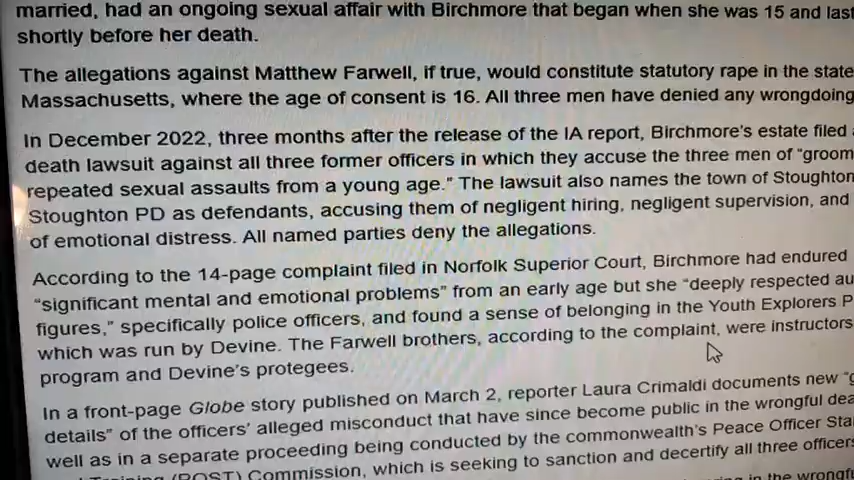 married, had an ongoing sexual affair with Birchmore that began when she was 15 and last
shortly before her death.
The allegations against Matthew Farwell, if true, would constitute statutory rape in the state
Massachusetts, where the age of consent is 16. All three men have denied any wrongdoing
In December 2022, three months after the release of the IA report, Birchmore's estate filed
death lawsuit against all three former officers in which they accuse the three men of "groom
repeated sexual assaults from a young age." The lawsuit also names the town of Stoughton
Stoughton PD as defendants, accusing them of negligent hiring, negligent supervision, and
of emotional distress. All named parties deny the allegations.
According to the 14-page complaint filed in Norfolk Superior Court, Birchmore had endured
"significant mental and emotional problems" from an early age but she "deeply respected au
figures," specifically police officers, and found a sense of belonging in the Youth Explorers P
which was run by Devine. The Farwell brothers, according to the complaint, were instructors
program and Devine's protegees.
In a front-page Globe story published on March 2, reporter Laura Crimaldi documents new "g
details" of the officers' alleged misconduct that have since become public in the wrongful dea
well as in a separate proceeding being conducted by the commonwealth's Peace Officer Sta
(POST) Commission, which is seeking to sanction and decertify all three officers
in the wrongfu